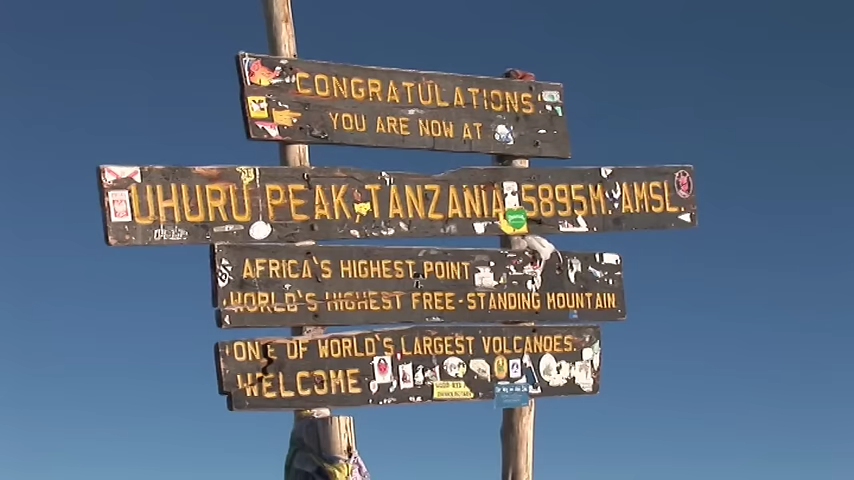 CONGRATULATIONS
YOU ARE NOW AT
UHURU PEAK, TANZANIA, 5895M. AMSL.
AFRICA'S HIGHEST POINT
WORLD'S HIGHEST FREE-STANDING MOUNTAIN.
ONE OF WORLD'S LARGEST VOLCANOES.
WELCOME